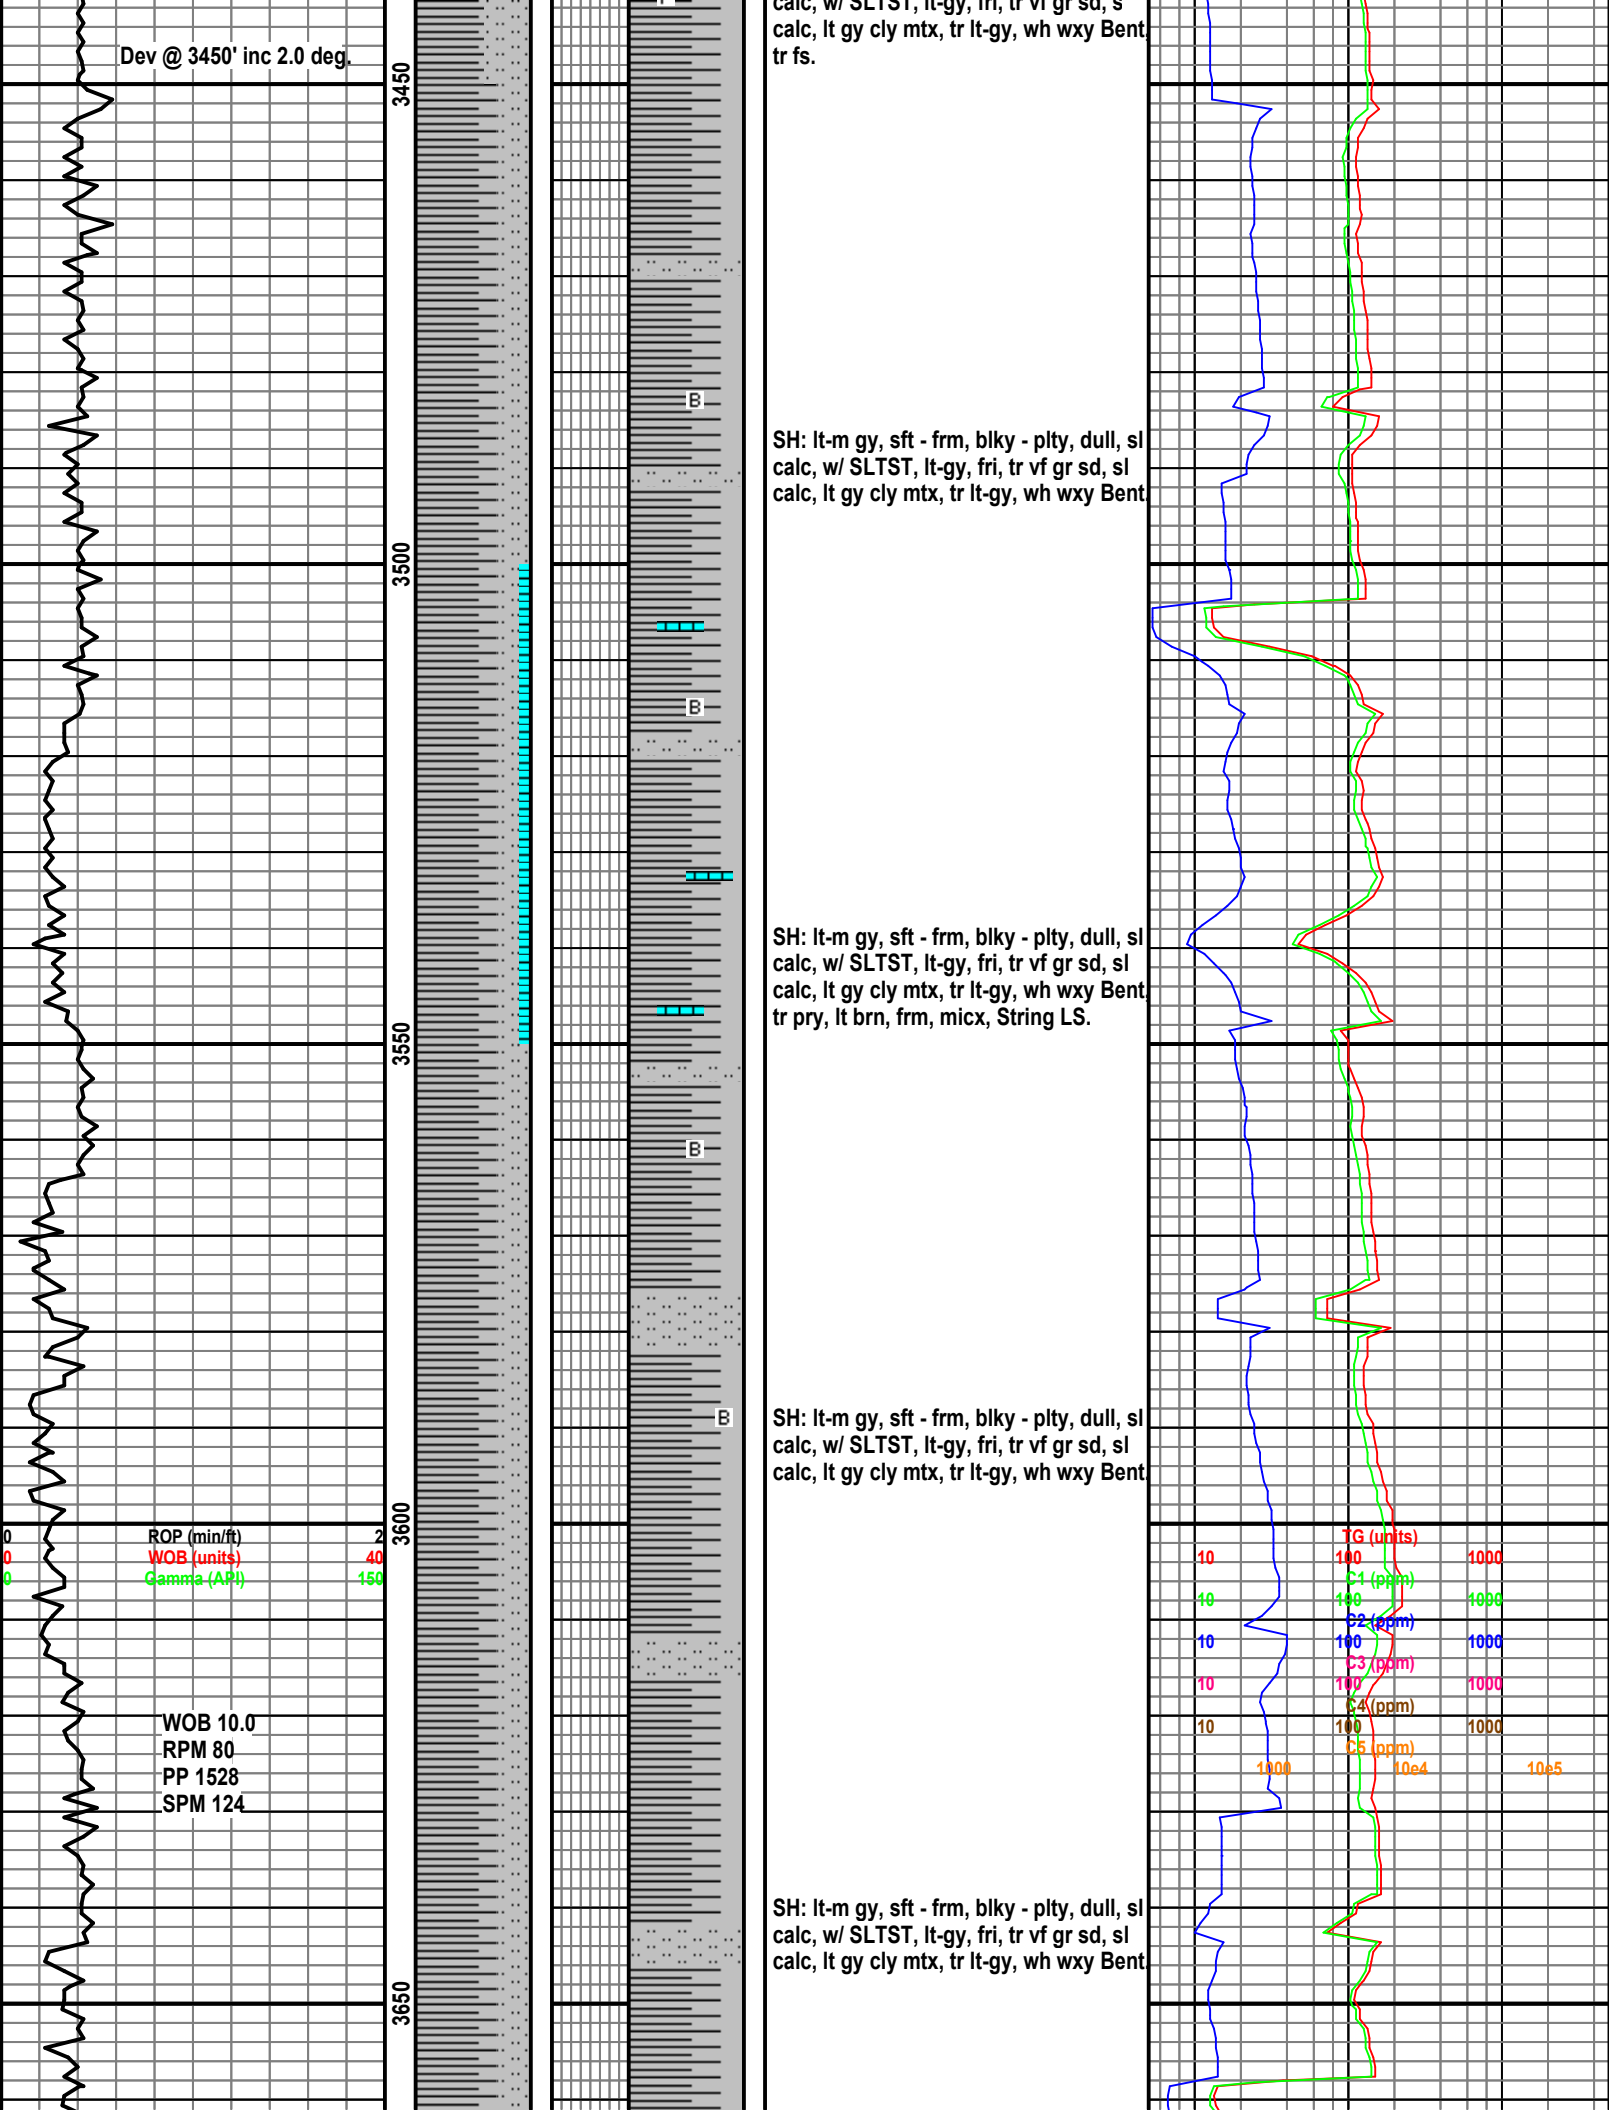 calc, w/ SLTST, lt-gy, fri, tr vf gr sd, s
calc, lt gy cly mtx, tr lt-gy, wh wxy Bent,
tr fs.
Dev @ 3450' inc 2.0 deg.
3450
B
SH: lt-m gy, sft - frm, blky - plty, dull, sl
calc, w/ SLTST, lt-gy, fri, tr vf gr sd, sl
calc, lt gy cly mtx, tr lt-gy, wh wxy Bent.
3500
B
SH: lt-m gy, sft - frm, blky - plty, dull, sl
calc, w/ SLTST, lt-gy, fri, tr vf gr sd, sl
calc, lt gy cly mtx, tr lt-gy, wh wxy Bent,
tr pry, lt brn, frm, micx, String LS.
3550
B
B
SH: lt-m gy, sft - frm, blky - plty, dull, sl
calc, w/ SLTST, lt-gy, fri, tr vf gr sd, sl
calc, lt gy cly mtx, tr lt-gy, wh wxy Bent.
3600
0 ROP (min/ft) 2
0 WOB (units) 40
0 Gamma (API) 150
TG (units)
10 100 1000
C1 (ppm)
10 100 1000
C2 (ppm)
10 100 1000
C3 (ppm)
10 100 1000
C4 (ppm)
10 100 1000
C5 (ppm)
1000 10e4 10e5
WOB 10.0
RPM 80
PP 1528
SPM 124
SH: lt-m gy, sft - frm, blky - plty, dull, sl
calc, w/ SLTST, lt-gy, fri, tr vf gr sd, sl
calc, lt gy cly mtx, tr lt-gy, wh wxy Bent.
3650